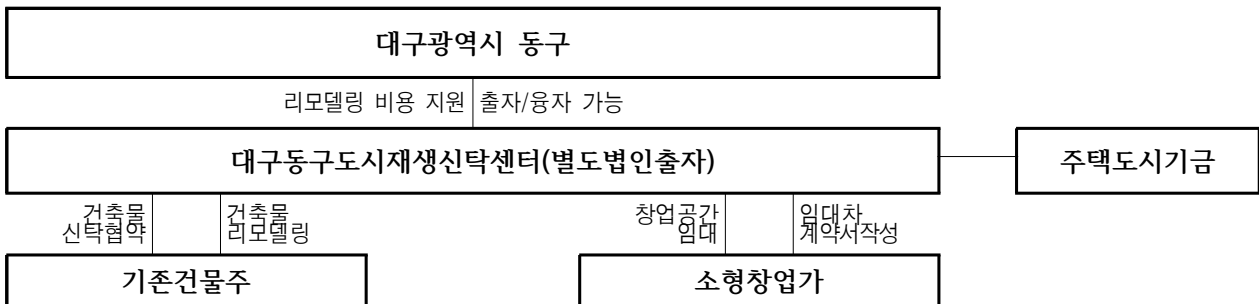 대구광역시 동구
리모델링 비용 지원 출자/융자 가능
대구동구도시재생신탁센터(별도법인출자)
주택도시기금
건축물
신탁협약
건축물
리모델링
창업공간
임대
임대차
계약서작성
기존건물주
소형창업가